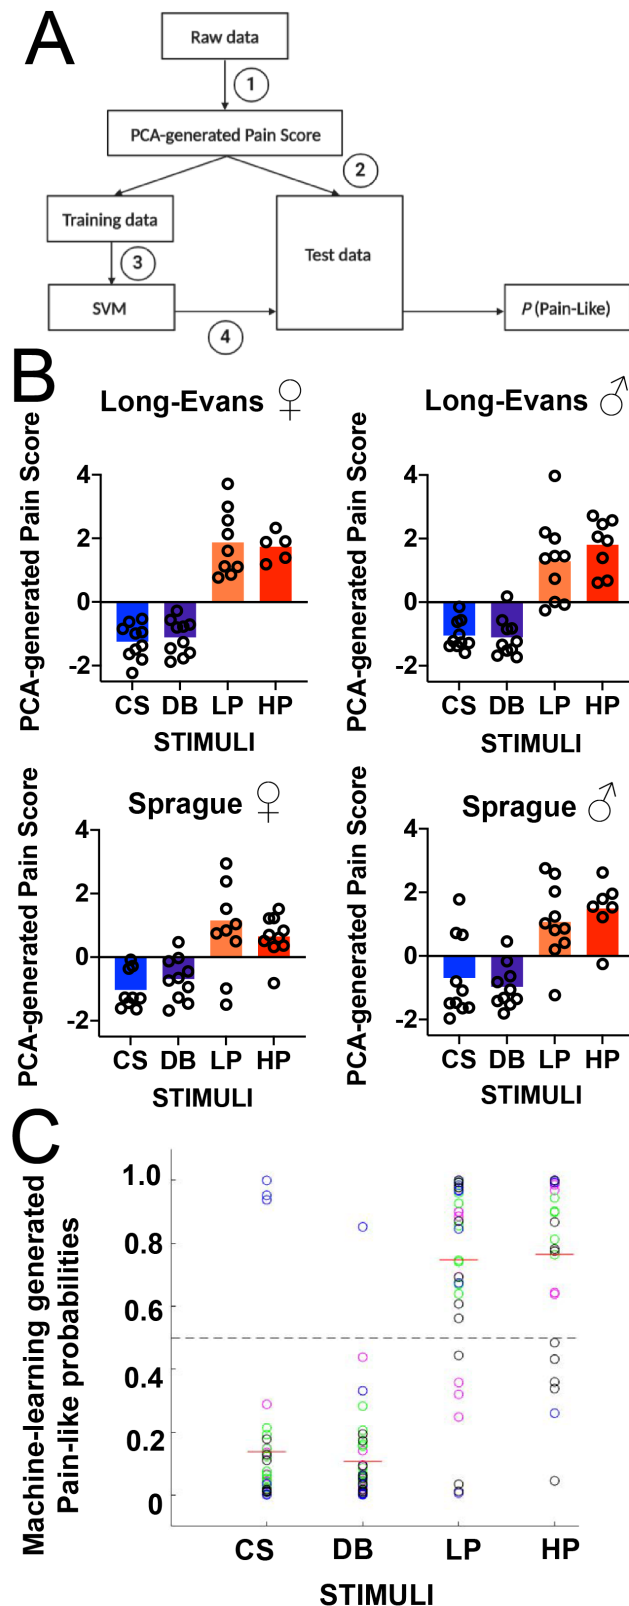 A
Raw data
1
PCA-generated Pain Score
2
Training data
Test data
3
SVM
P (Pain-Like)
4
B
Long-Evans ♀
Long-Evans ♂
PCA-generated Pain Score
4
2
0
-2
CS DB LP HP
STIMULI
PCA-generated Pain Score
4
2
0
-2
CS DB LP HP
STIMULI
Sprague ♀
Sprague ♂
PCA-generated Pain Score
4
2
0
-2
CS DB LP HP
STIMULI
PCA-generated Pain Score
4
2
0
-2
CS DB LP HP
STIMULI
C
Machine-learning generated
Pain-like probabilities
1.0
0.8
0.6
0.4
0.2
0
CS DB LP HP
STIMULI